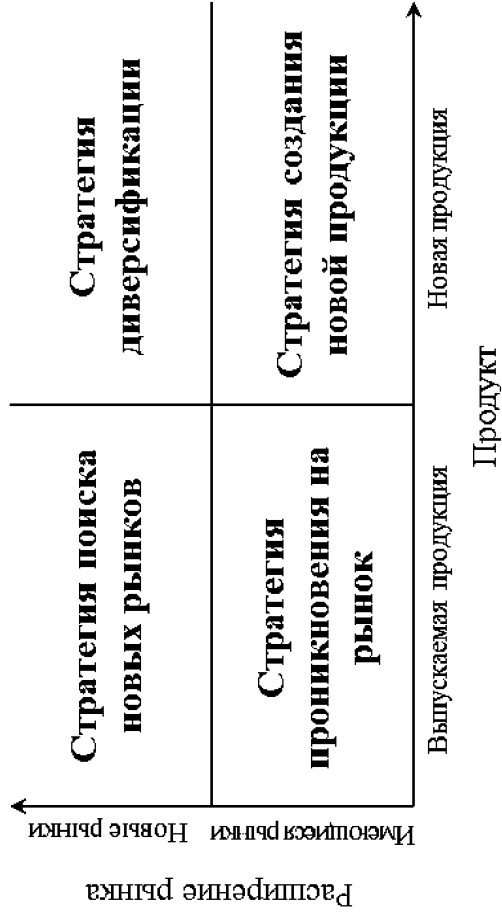 Расширение рынка
Новые рынки
Имеющиеся рынки
Стратегия поиска
новых рынков
Стратегия
диверсификации
Стратегия
проникновения на
рынок
Стратегия создания
новой продукции
Выпускаемая продукция
Новая продукция
Продукт